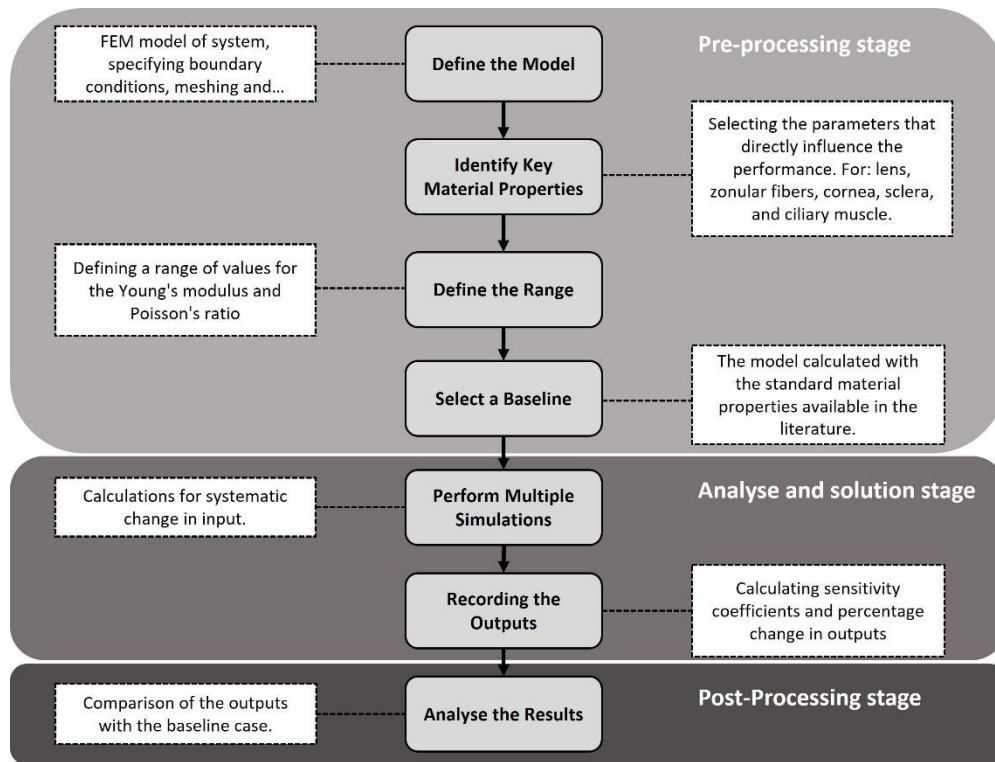 Pre-processing stage
FEM model of system,
specifying boundary
conditions, meshing and...
Define the Model
Identify Key
Material Properties
Selecting the parameters that
directly influence the
performance. For: lens,
zonular fibers, cornea, sclera,
and ciliary muscle.
Defining a range of values for
the Young's modulus and
Poisson's ratio
Define the Range
Select a Baseline
The model calculated with
the standard material
properties available in the
literature.
Analyse and solution stage
Calculations for systematic
change in input.
Perform Multiple
Simulations
Recording the
Outputs
Calculating sensitivity
coefficients and percentage
change in outputs
Post-Processing stage
Comparison of the outputs
with the baseline case.
Analyse the Results